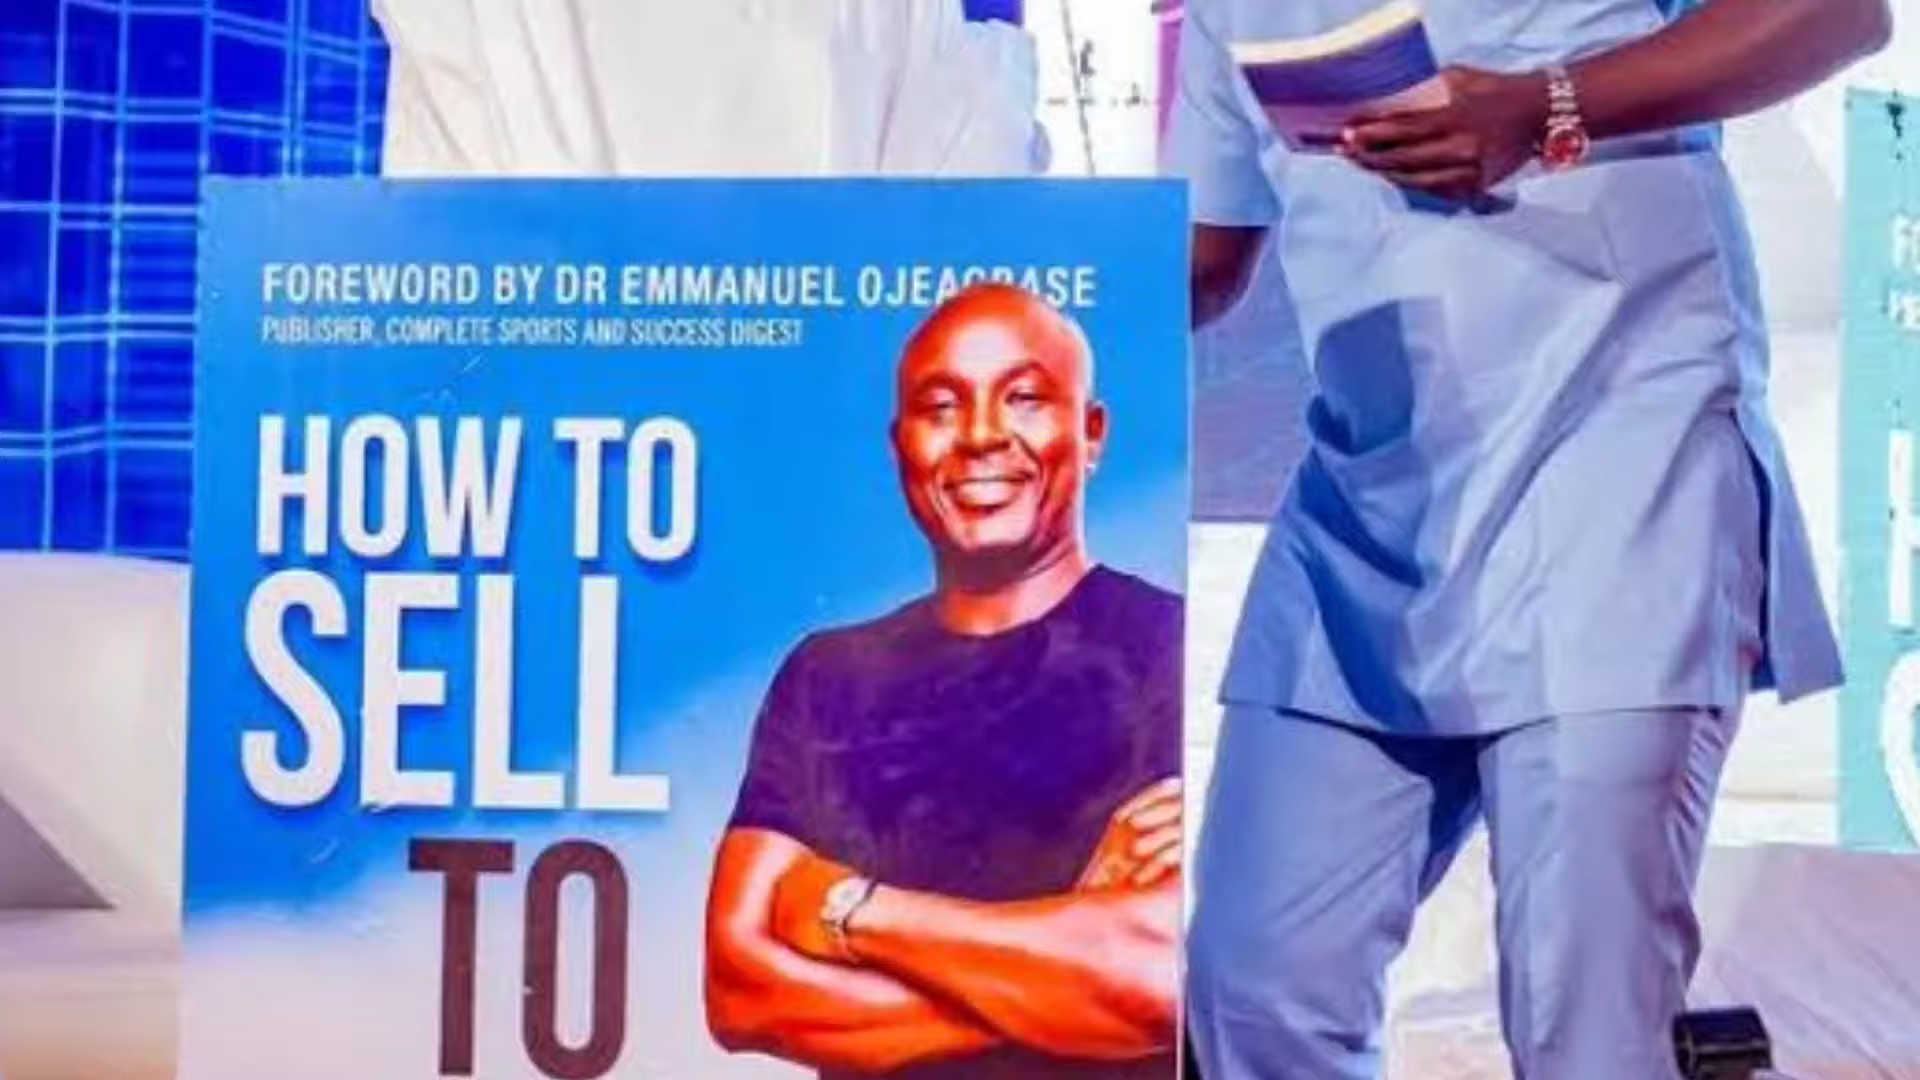 FOREWORD BY DR EMMANUEL OJEAGBASE
PUBLISHER, COMPLETE SPORTS AND SUCCESS DIGEST
HOW TO
SELL
TO